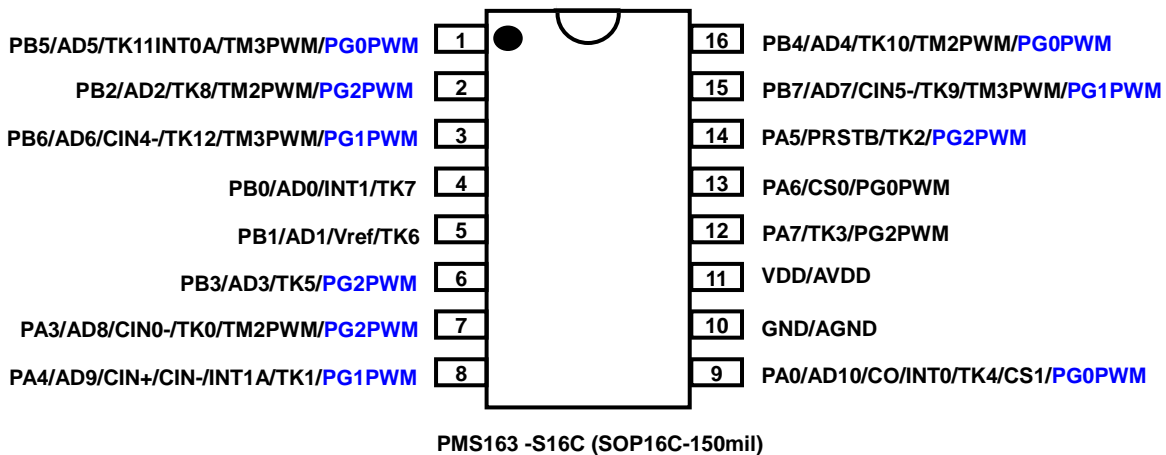 PB5/AD5/TK11INT0A/TM3PWM/PG0PWM 1 16 PB4/AD4/TK10/TM2PWM/PG0PWM
PB2/AD2/TK8/TM2PWM/PG2PWM 2 15 PB7/AD7/CIN5-/TK9/TM3PWM/PG1PWM
PB6/AD6/CIN4-/TK12/TM3PWM/PG1PWM 3 14 PA5/PRSTB/TK2/PG2PWM
PB0/AD0/INT1/TK7 4 13 PA6/CS0/PG0PWM
PB1/AD1/Vref/TK6 5 12 PA7/TK3/PG2PWM
PB3/AD3/TK5/PG2PWM 6 11 VDD/AVDD
PA3/AD8/CIN0-/TK0/TM2PWM/PG2PWM 7 10 GND/AGND
PA4/AD9/CIN+/CIN-/INT1A/TK1/PG1PWM 8 9 PA0/AD10/CO/INT0/TK4/CS1/PG0PWM
PMS163 -S16C (SOP16C-150mil)